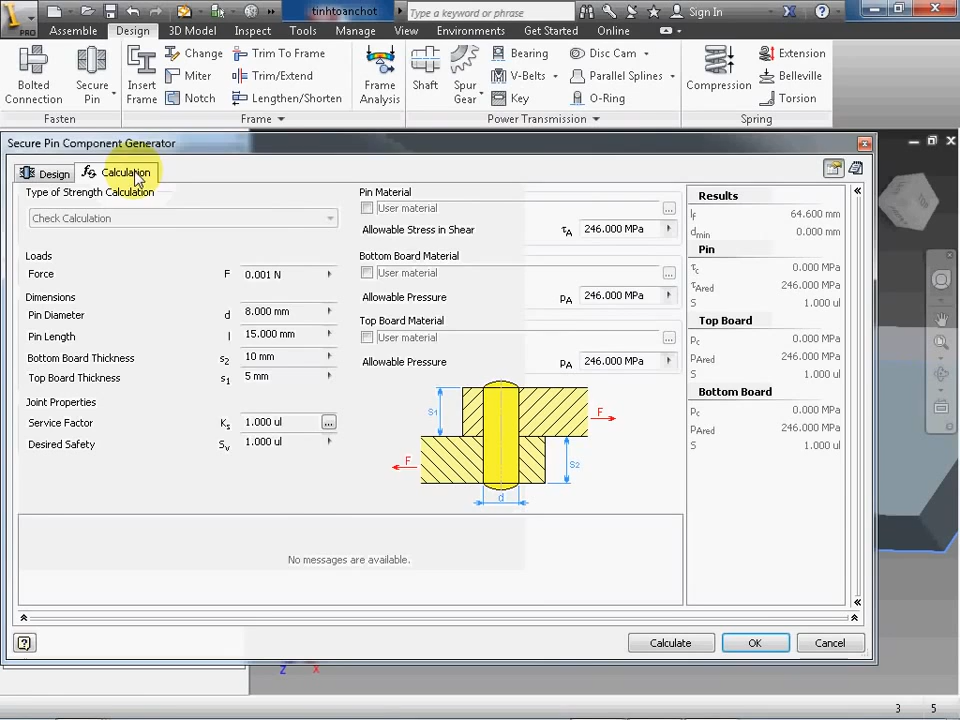 PRO
tinhtoanchot
Type a keyword or phrase
Sign In
Assemble Design 3D Model Inspect Tools Manage View Environments Get Started Online
Bolted Connection
Secure Pin
Insert Frame
Change
Miter
Notch
Trim To Frame
Trim/Extend
Lengthen/Shorten
Frame Analysis
Shaft
Spur Gear
Bearing
V-Belts
Key
Disc Cam
Parallel Splines
O-Ring
Compression
Extension
Belleville
Torsion
Fasten Frame Power Transmission Spring
Secure Pin Component Generator
Design Calculation
Type of Strength Calculation
Check Calculation
Loads
Force F 0.001 N
Dimensions
Pin Diameter d 8.000 mm
Pin Length l 15.000 mm
Bottom Board Thickness s2 10 mm
Top Board Thickness s1 5 mm
Joint Properties
Service Factor Ks 1.000 ul ...
Desired Safety Sv 1.000 ul
Pin Material
User material ...
Allowable Stress in Shear τA 246.000 MPa
Bottom Board Material
User material ...
Allowable Pressure pA 246.000 MPa
Top Board Material
User material ...
Allowable Pressure pA 246.000 MPa
S1
F
F
S2
d
Results
lf 64.600 mm
dmin 0.000 mm
Pin
τc 0.000 MPa
τAred 246.000 MPa
S 1.000 ul
Top Board
pc 0.000 MPa
pAred 246.000 MPa
S 1.000 ul
Bottom Board
pc 0.000 MPa
pAred 246.000 MPa
S 1.000 ul
No messages are available.
Calculate OK Cancel
Z X
3 5